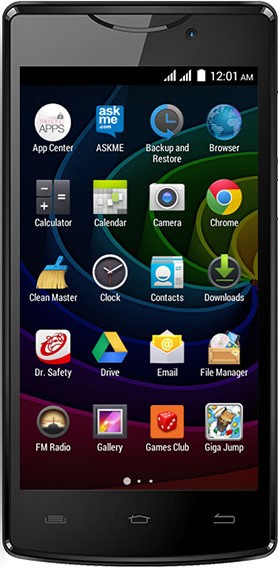 12:01 AM
APPS
ask
me
.com
App Center
ASKME
Backup and
Restore
Browser
Calculator
Calendar
Camera
Chrome
Clean Master
Clock
Contacts
Downloads
Dr. Safety
Drive
Email
File Manager
FM Radio
Gallery
Games Club
Giga Jump